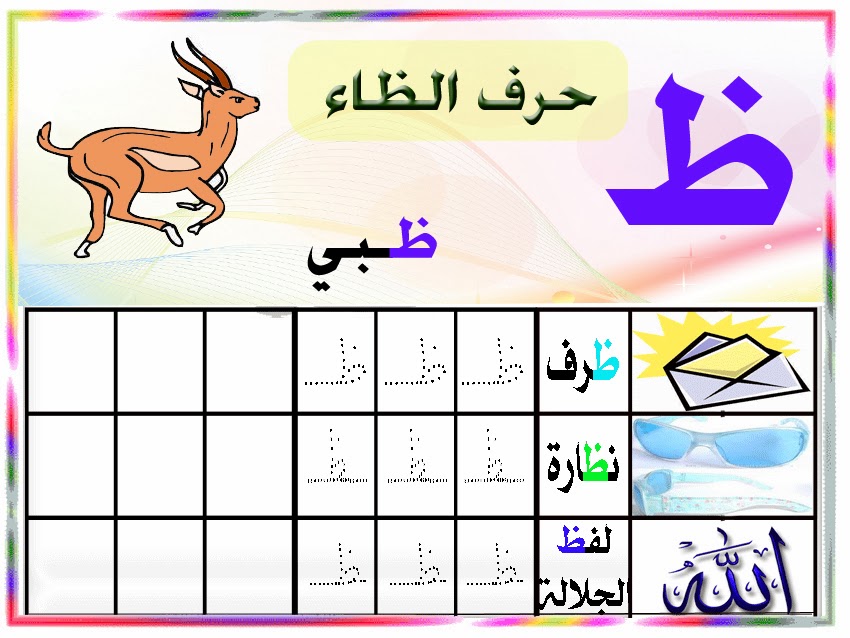 حرف الظاء
ظ
ظبي
ظرف
ظـ ظـ ظـ
نظارة
ـظـ ـظـ ـظـ
لفظ
الجلالة
الله
ـظ ـظ ـظ